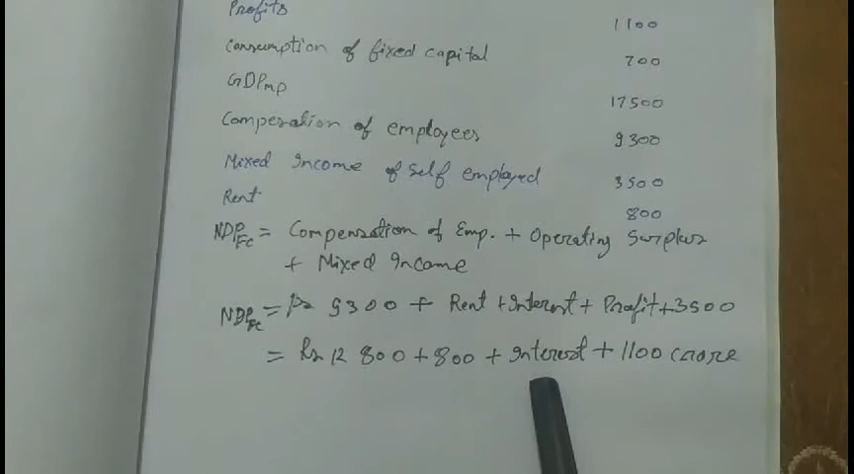 Profits 1100
Consumption of fixed capital 700
GDPMP 17500
Compensation of employees 9300
Mixed Income of Self employed 3500
Rent 800
NDPFC = Compensation of Emp. + Operating Surplus
+ Mixed Income
NDPFC = Rs 9300 + Rent + Interest + Profit + 3500
= Rs 12 800 + 800 + Interest + 1100 crore